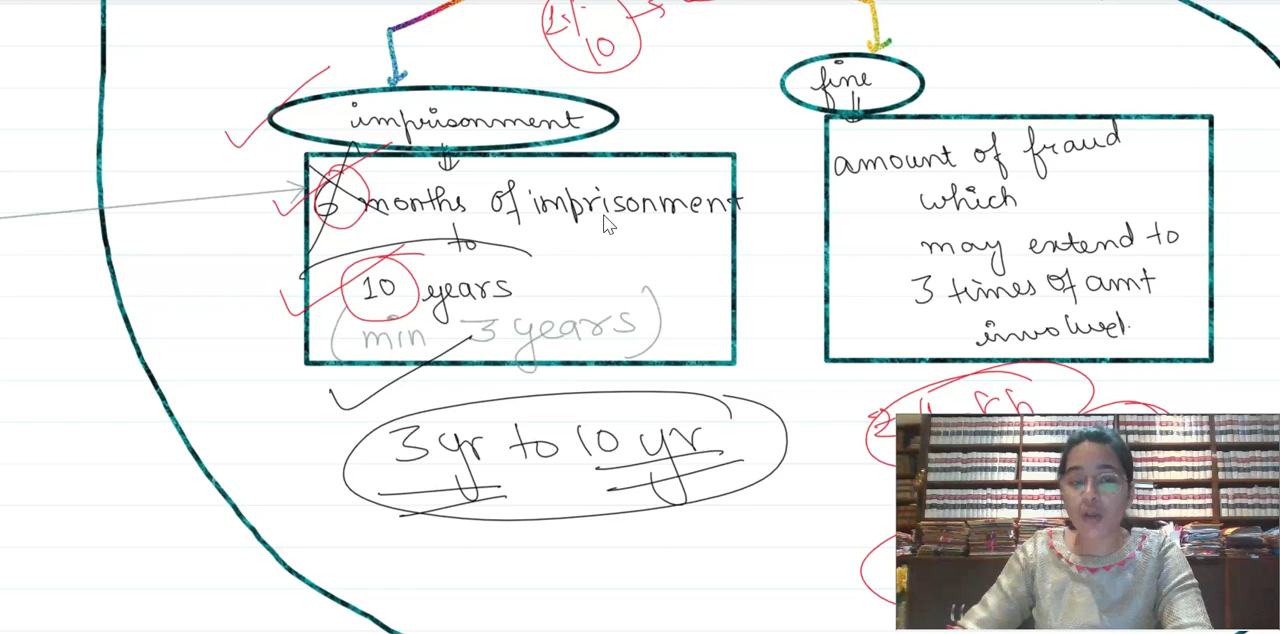 10
imprisonment
fine
6 months of imprisonment
to
10 years
(min 3 years)
amount of fraud
which
may extend to
3 times of amt
involved.
3 yr to 10 yr